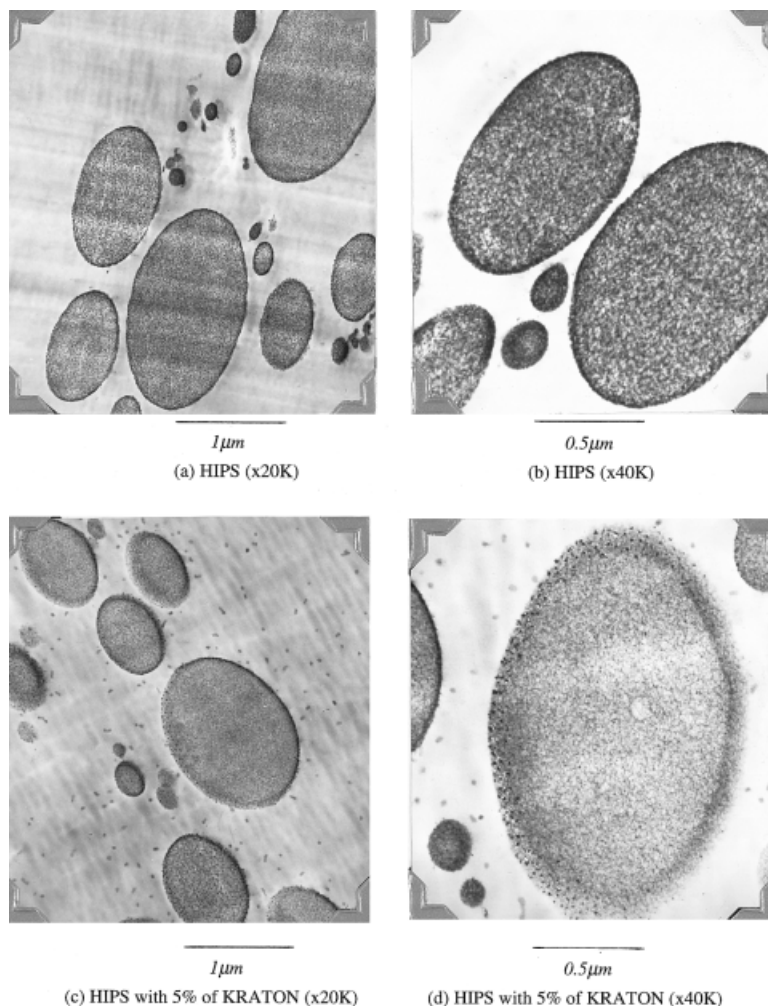 1μm
(a) HIPS (x20K)
0.5μm
(b) HIPS (x40K)
1μm
(c) HIPS with 5% of KRATON (x20K)
0.5μm
(d) HIPS with 5% of KRATON (x40K)